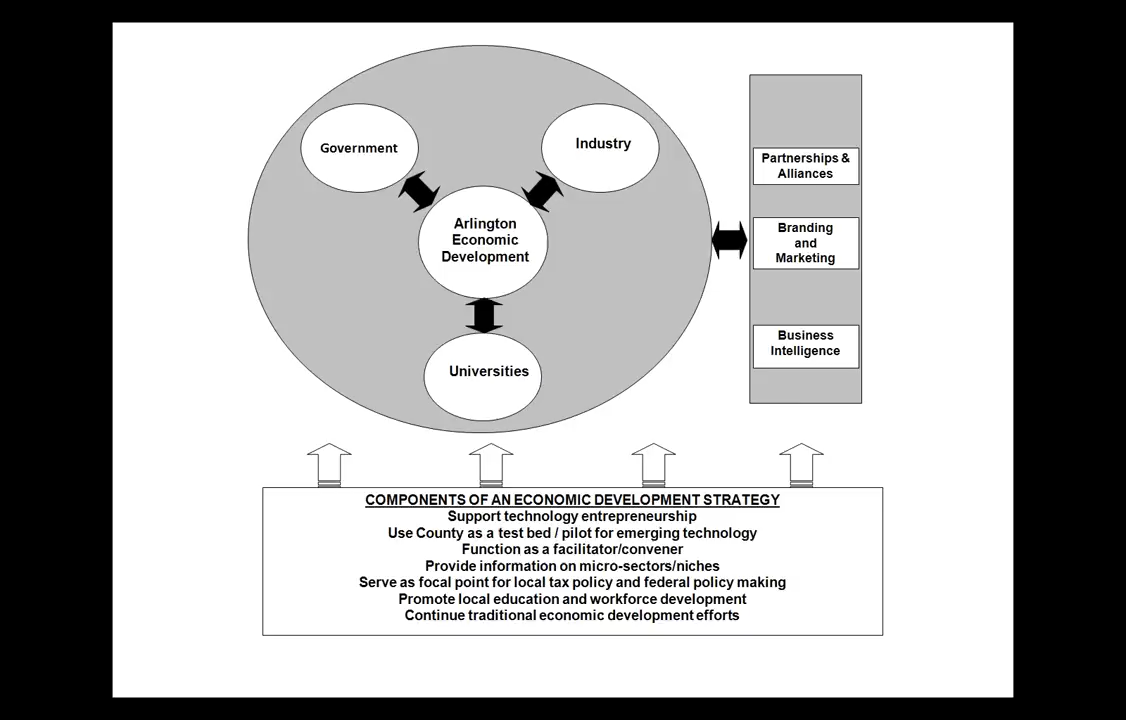 Government
Industry
Arlington
Economic
Development
Universities
Partnerships &
Alliances
Branding
and
Marketing
Business
Intelligence
COMPONENTS OF AN ECONOMIC DEVELOPMENT STRATEGY
Support technology entrepreneurship
Use County as a test bed / pilot for emerging technology
Function as a facilitator/convener
Provide information on micro-sectors/niches
Serve as focal point for local tax policy and federal policy making
Promote local education and workforce development
Continue traditional economic development efforts